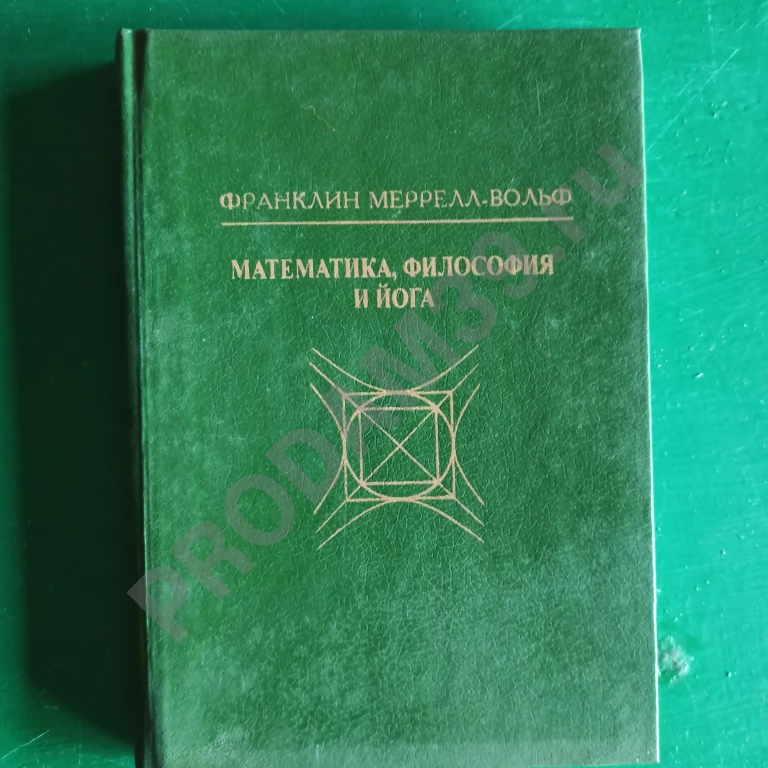 ФРАНКЛИН МЕРРЕЛЛ-ВОЛЬФ
МАТЕМАТИКА, ФИЛОСОФИЯ
И ЙОГА
PRODAM39.ru